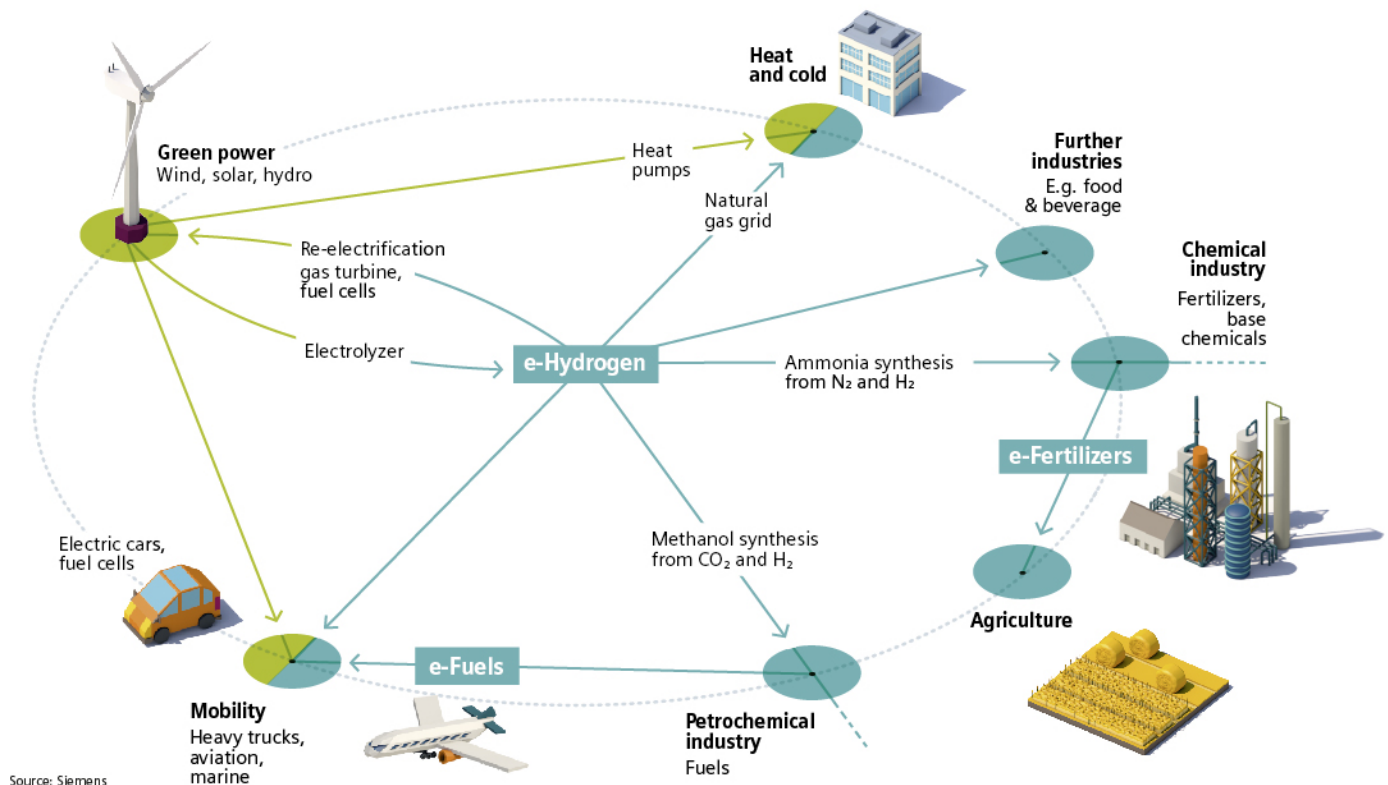 Heat
and cold
Green power
Wind, solar, hydro
Heat
pumps
Further
industries
E.g. food
& beverage
Natural
gas grid
Re-electrification
gas turbine,
fuel cells
Chemical
industry
Fertilizers,
base
chemicals
Electrolyzer
e-Hydrogen
Ammonia synthesis
from N₂ and H₂
e-Fertilizers
Electric cars,
fuel cells
Methanol synthesis
from CO₂ and H₂
Agriculture
e-Fuels
Mobility
Heavy trucks,
aviation,
marine
Petrochemical
industry
Fuels
Source: Siemens